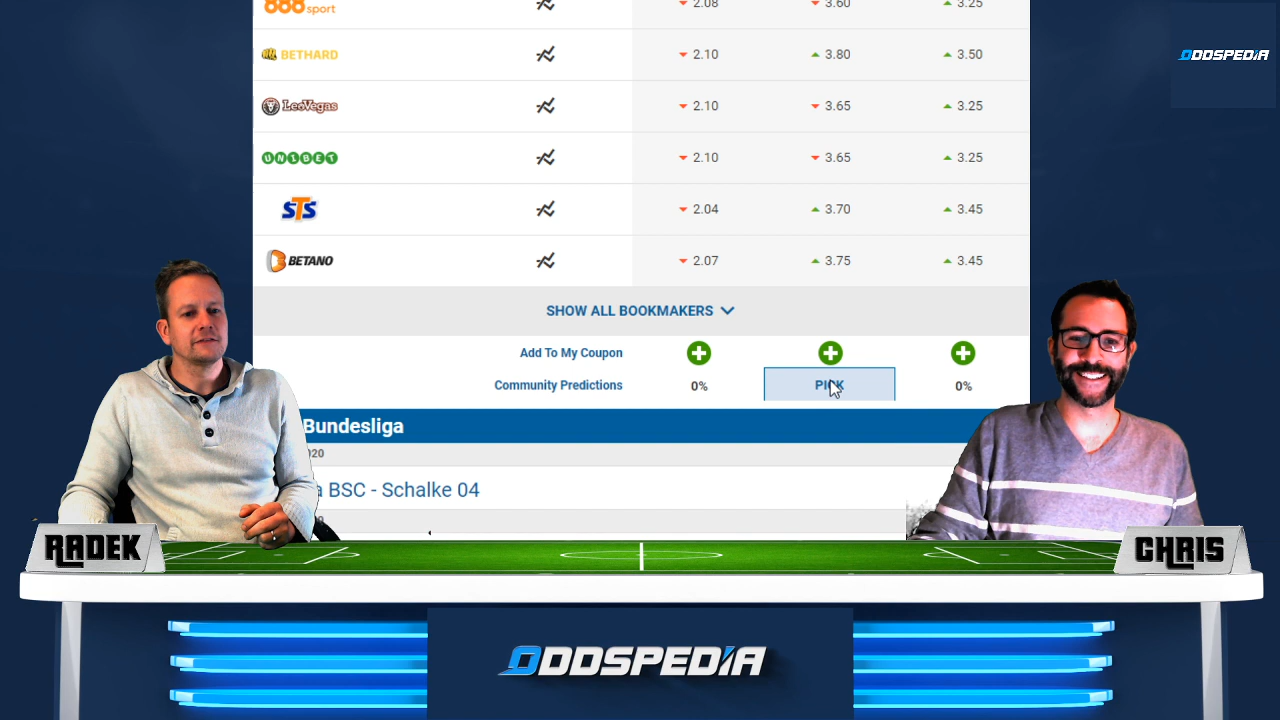 888sport 2.08 3.60 3.25
BETHARD 2.10 3.80 3.50
ODDSPEDIA
LeoVegas 2.10 3.65 3.25
UNIBET 2.10 3.65 3.25
STS 2.04 3.70 3.45
BETANO 2.07 3.75 3.45
SHOW ALL BOOKMAKERS
Add To My Coupon
Community Predictions 0% PICK 0%
Bundesliga
020
a BSC - Schalke 04
RADEK
CHRIS
ODDSPEDIA